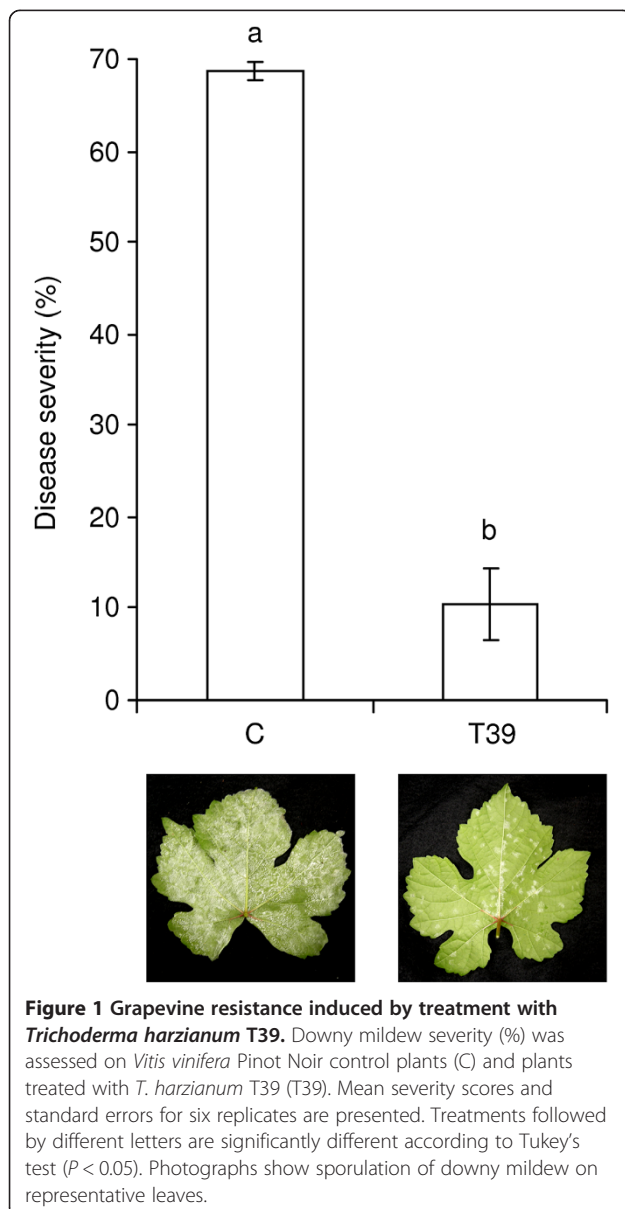 a
70
60
50
40
30
20
10
0
Disease severity (%)
b
C T39
Figure 1 Grapevine resistance induced by treatment with
Trichoderma harzianum T39. Downy mildew severity (%) was
assessed on Vitis vinifera Pinot Noir control plants (C) and plants
treated with T. harzianum T39 (T39). Mean severity scores and
standard errors for six replicates are presented. Treatments followed
by different letters are significantly different according to Tukey's
test (P < 0.05). Photographs show sporulation of downy mildew on
representative leaves.